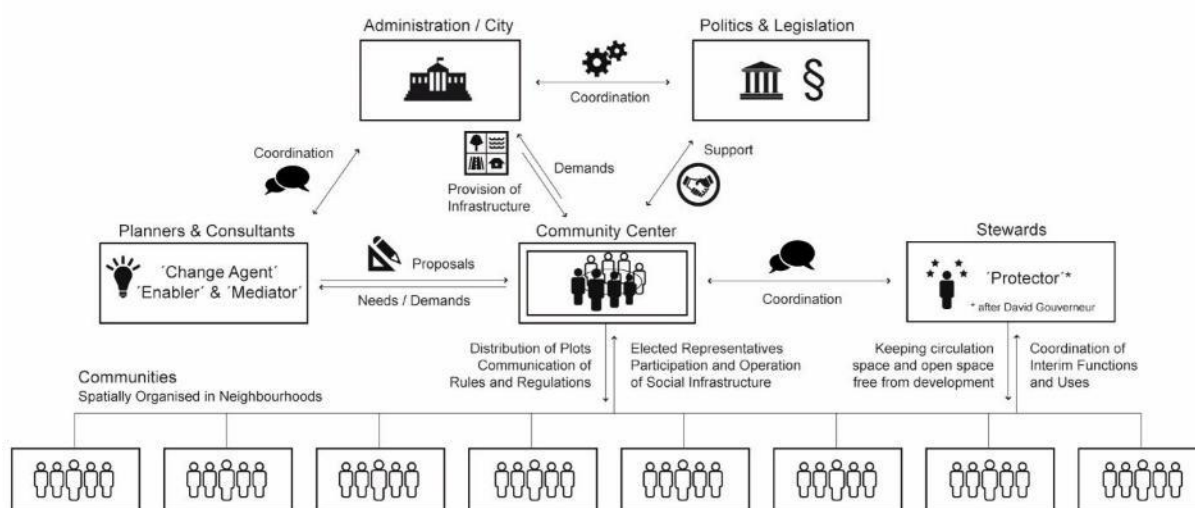 Administration / City
Politics & Legislation
§
Coordination
Coordination
Provision of
Infrastructure
Demands
Support
Planners & Consultants
´Change Agent´
´Enabler´ & ´Mediator´
Proposals
Needs / Demands
Community Center
Coordination
Stewards
´Protector´*
* after David Gouverneur
Distribution of Plots
Communication of
Rules and Regulations
Elected Representatives
Participation and Operation
of Social Infrastructure
Keeping circulation
space and open space
free from development
Coordination of
Interim Functions
and Uses
Communities
Spatially Organised in Neighbourhoods